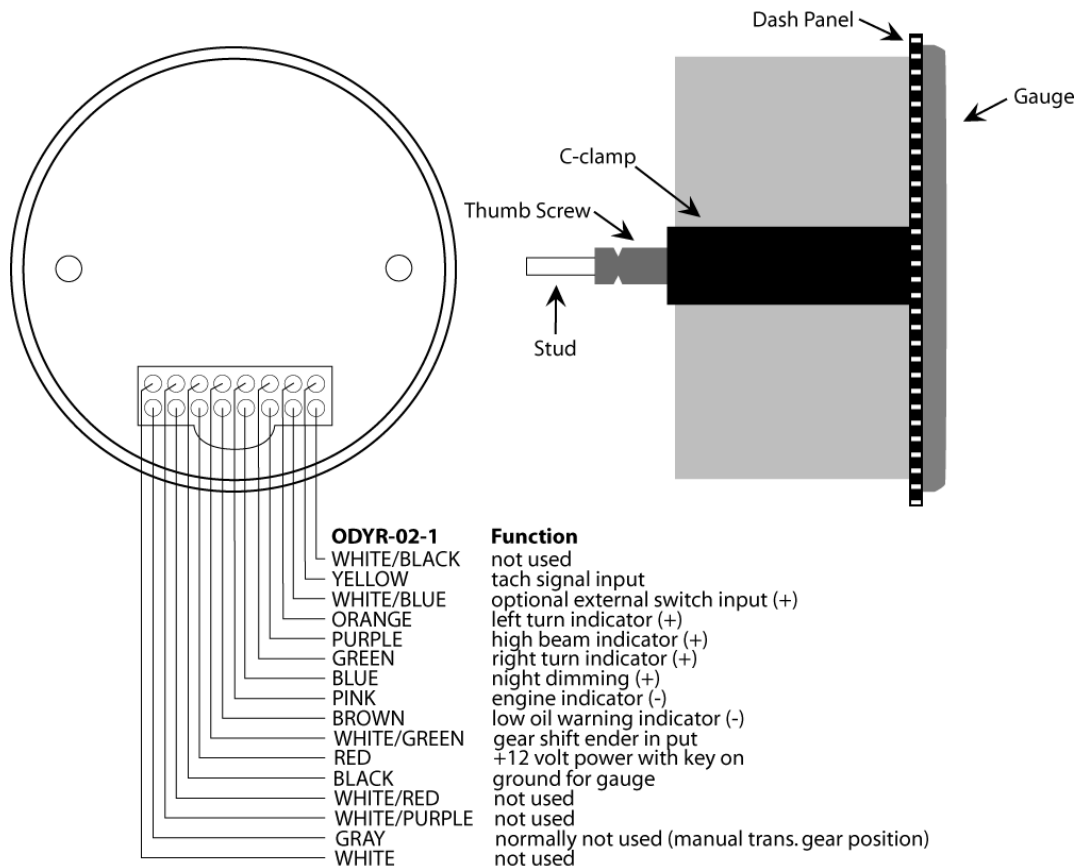 Dash Panel
Gauge
C-clamp
Thumb Screw
Stud
ODYR-02-1 Function
WHITE/BLACK not used
YELLOW tach signal input
WHITE/BLUE optional external switch input (+)
ORANGE left turn indicator (+)
PURPLE high beam indicator (+)
GREEN right turn indicator (+)
BLUE night dimming (+)
PINK engine indicator (-)
BROWN low oil warning indicator (-)
WHITE/GREEN gear shift ender in put
RED +12 volt power with key on
BLACK ground for gauge
WHITE/RED not used
WHITE/PURPLE not used
GRAY normally not used (manual trans. gear position)
WHITE not used